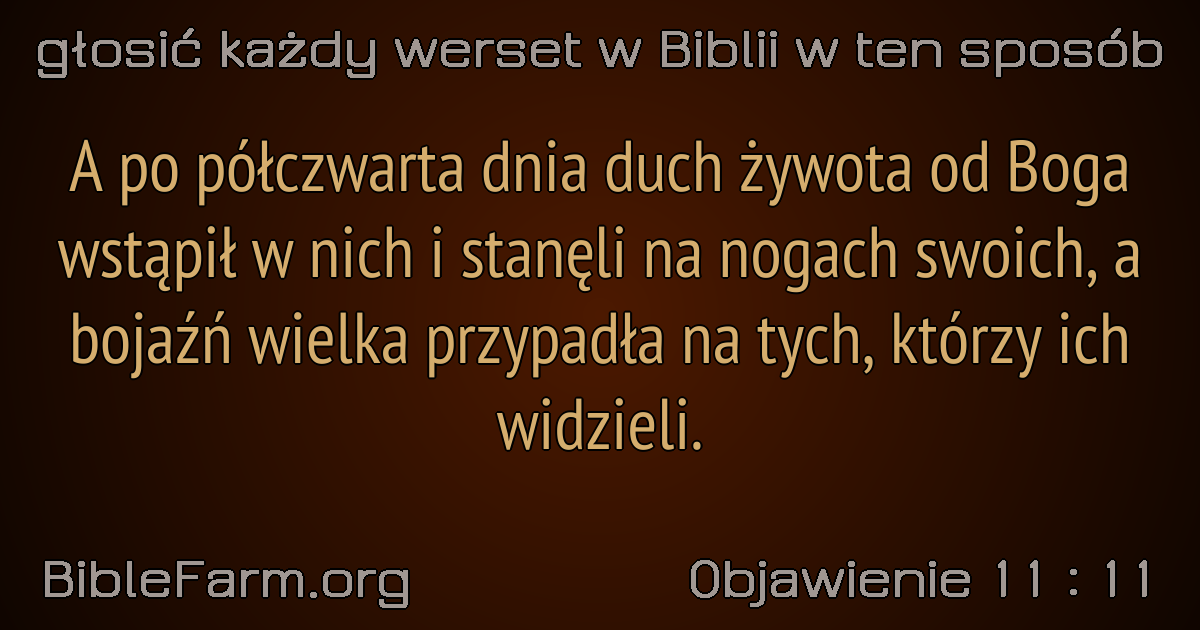 głosić każdy werset w Biblii w ten sposób
A po półczwarta dnia duch żywota od Boga
wstąpił w nich i stanęli na nogach swoich, a
bojaźń wielka przypadła na tych, którzy ich
widzieli.
BibleFarm.org
Objawienie 11 : 11